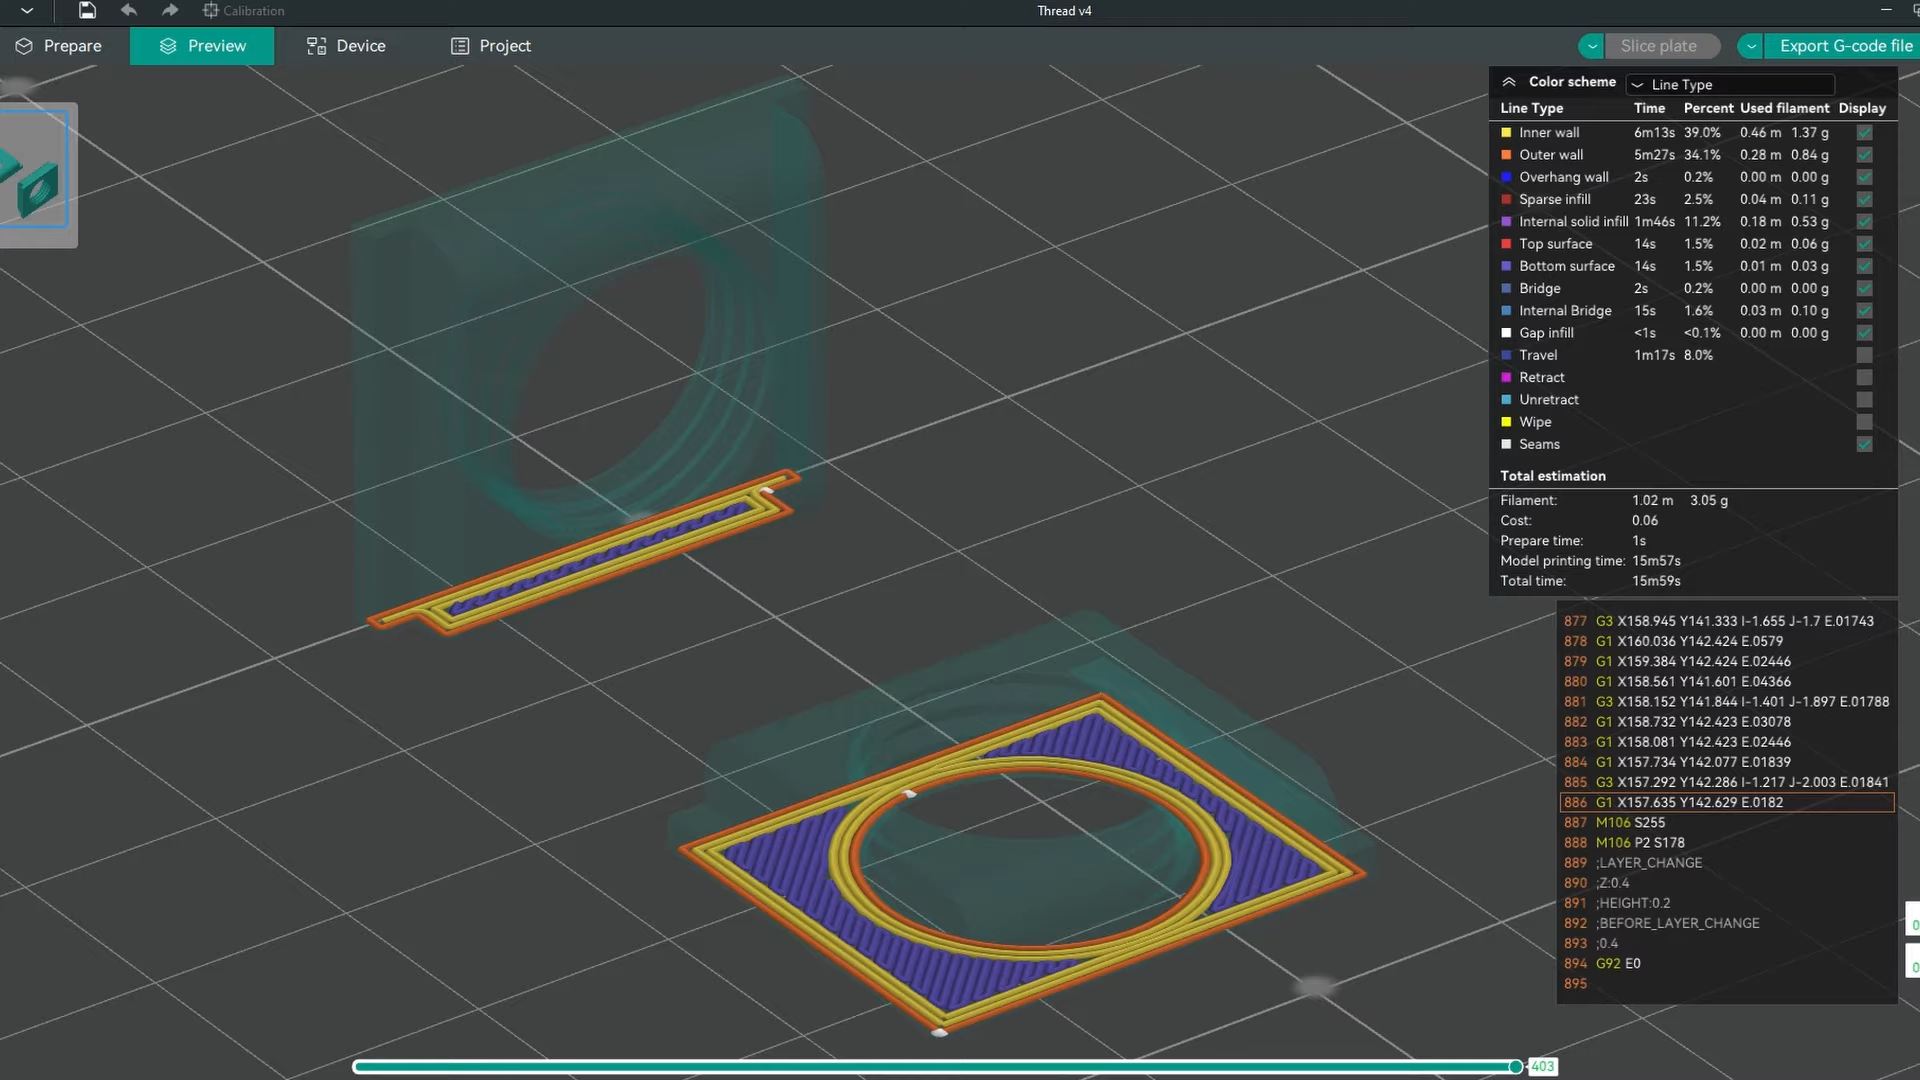 Calibration
Thread v4
Prepare
Preview
Device
Project
Slice plate
Export G-code file
Color scheme
Line Type
Line Type Time Percent Used filament Display
Inner wall 6m13s 39.0% 0.46 m 1.37 g
Outer wall 5m27s 34.1% 0.28 m 0.84 g
Overhang wall 2s 0.2% 0.00 m 0.00 g
Sparse infill 23s 2.5% 0.04 m 0.11 g
Internal solid infill 1m46s 11.2% 0.18 m 0.53 g
Top surface 14s 1.5% 0.02 m 0.06 g
Bottom surface 14s 1.5% 0.01 m 0.03 g
Bridge 2s 0.2% 0.00 m 0.00 g
Internal Bridge 15s 1.6% 0.03 m 0.10 g
Gap infill <1s <0.1% 0.00 m 0.00 g
Travel 1m17s 8.0%
Retract
Unretract
Wipe
Seams
Total estimation
Filament: 1.02 m 3.05 g
Cost: 0.06
Prepare time: 1s
Model printing time: 15m57s
Total time: 15m59s
877 G3 X158.945 Y141.333 I-1.655 J-1.7 E.01743
878 G1 X160.036 Y142.424 E.0579
879 G1 X159.384 Y142.424 E.02446
880 G1 X158.561 Y141.601 E.04366
881 G3 X158.152 Y141.844 I-1.401 J-1.897 E.01788
882 G1 X158.732 Y142.423 E.03078
883 G1 X158.081 Y142.423 E.02446
884 G1 X157.734 Y142.077 E.01839
885 G3 X157.292 Y142.286 I-1.217 J-2.003 E.01841
886 G1 X157.635 Y142.629 E.0182
887 M106 S255
888 M106 P2 S178
889 ;LAYER_CHANGE
890 ;Z:0.4
891 ;HEIGHT:0.2
892 ;BEFORE_LAYER_CHANGE
893 ;0.4
894 G92 E0
895
403